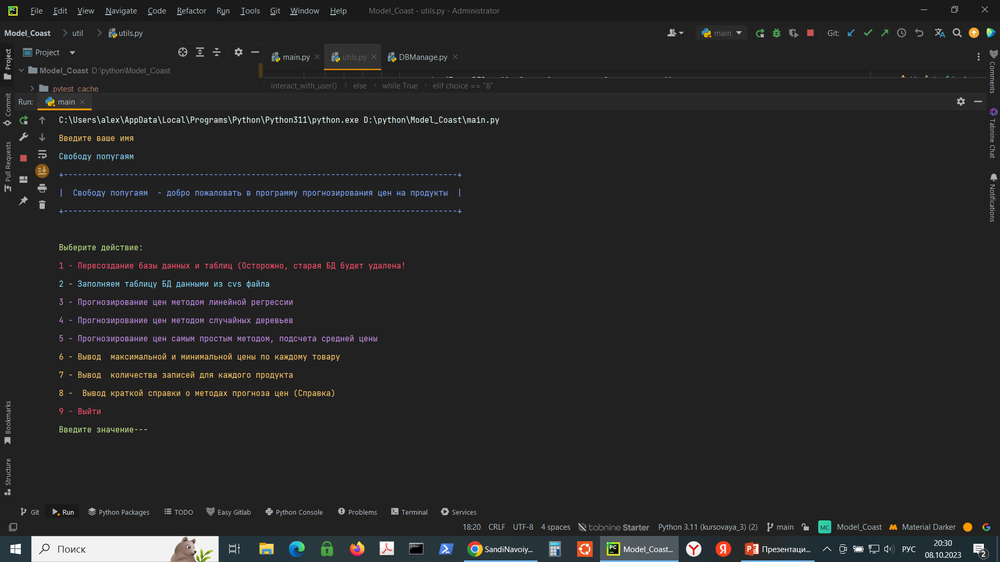 File Edit View Navigate Code Refactor Run Tools Git Window Help Model_Coast - utils.py - Administrator
Model_Coast util utils.py main Git:
Project
main.py utils.py DBManage.py
Model_Coast D:\python\Model_Coast
.pytest_cache
interact_with_user() else while True elif choice == "8"
Run: main
C:\Users\alex\AppData\Local\Programs\Python\Python311\python.exe D:\python\Model_Coast\main.py
Введите ваше имя
Свободу попугаям
+------------------------------------------------------------------------------------+
|  Свободу попугаям  - добро пожаловать в программу прогнозирования цен на продукты  |
+------------------------------------------------------------------------------------+
Выберите действие:
1 - Пересоздание базы данных и таблиц (Осторожно, старая БД будет удалена!
2 - Заполняем таблицу БД данными из cvs файла
3 - Прогнозирование цен методом линейной регрессии
4 - Прогнозирование цен методом случайных деревьев
5 - Прогнозирование цен самым простым методом, подсчета средней цены
6 - Вывод  максимальной и минимальной цены по каждому товару
7 - Вывод  количества записей для каждого продукта
8 -  Вывод краткой справки о методах прогноза цен (Справка)
9 - Выйти
Введите значение---
Project
Commit
Pull Requests
Bookmarks
Structure
Comments
Tabnine Chat
Notifications
Git Run Python Packages TODO Easy Gitlab Python Console Problems Terminal Services
18:20 CRLF UTF-8 4 spaces tabnine Starter Python 3.11 (kursovaya_3) (2) main MC Model_Coast Material Darker
Поиск SandiNavoiy... Model_Coast... Презентаци... РУС 20:30
08.10.2023 2